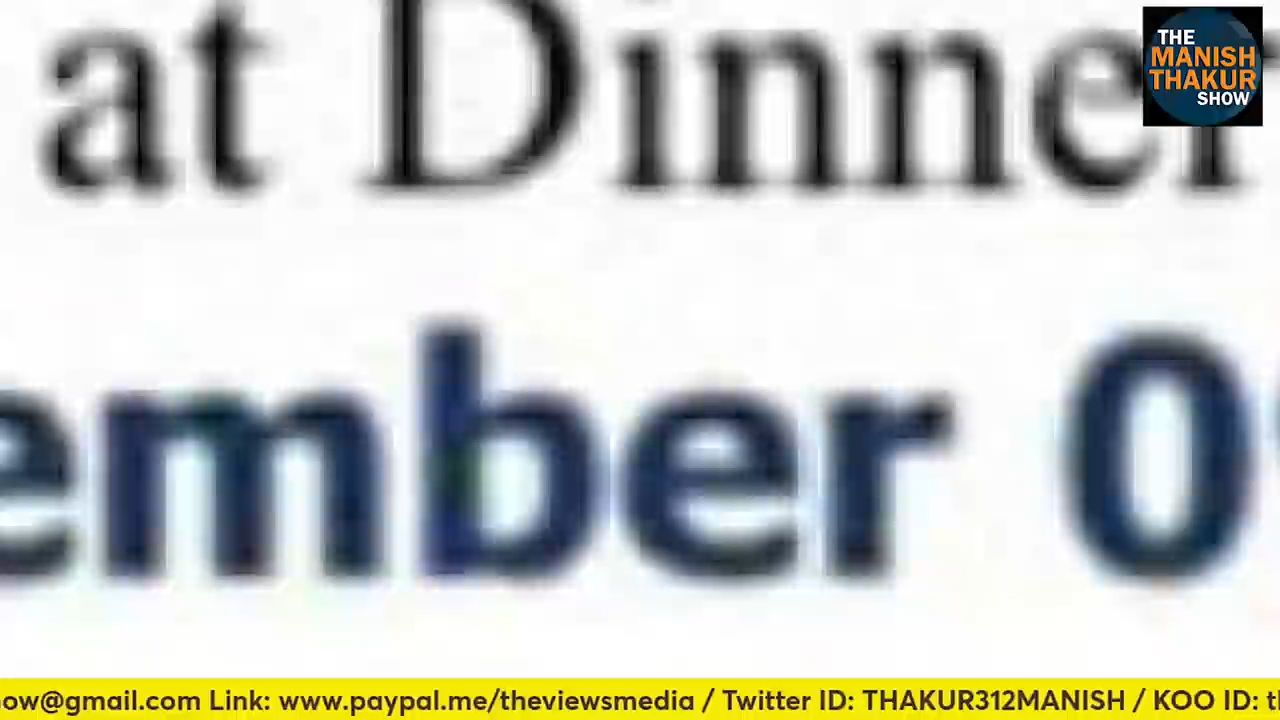 at Dinner
THE
MANISH
THAKUR
SHOW
ember 0
ow@gmail.com Link: www.paypal.me/theviewsmedia / Twitter ID: THAKUR312MANISH / KOO ID: t